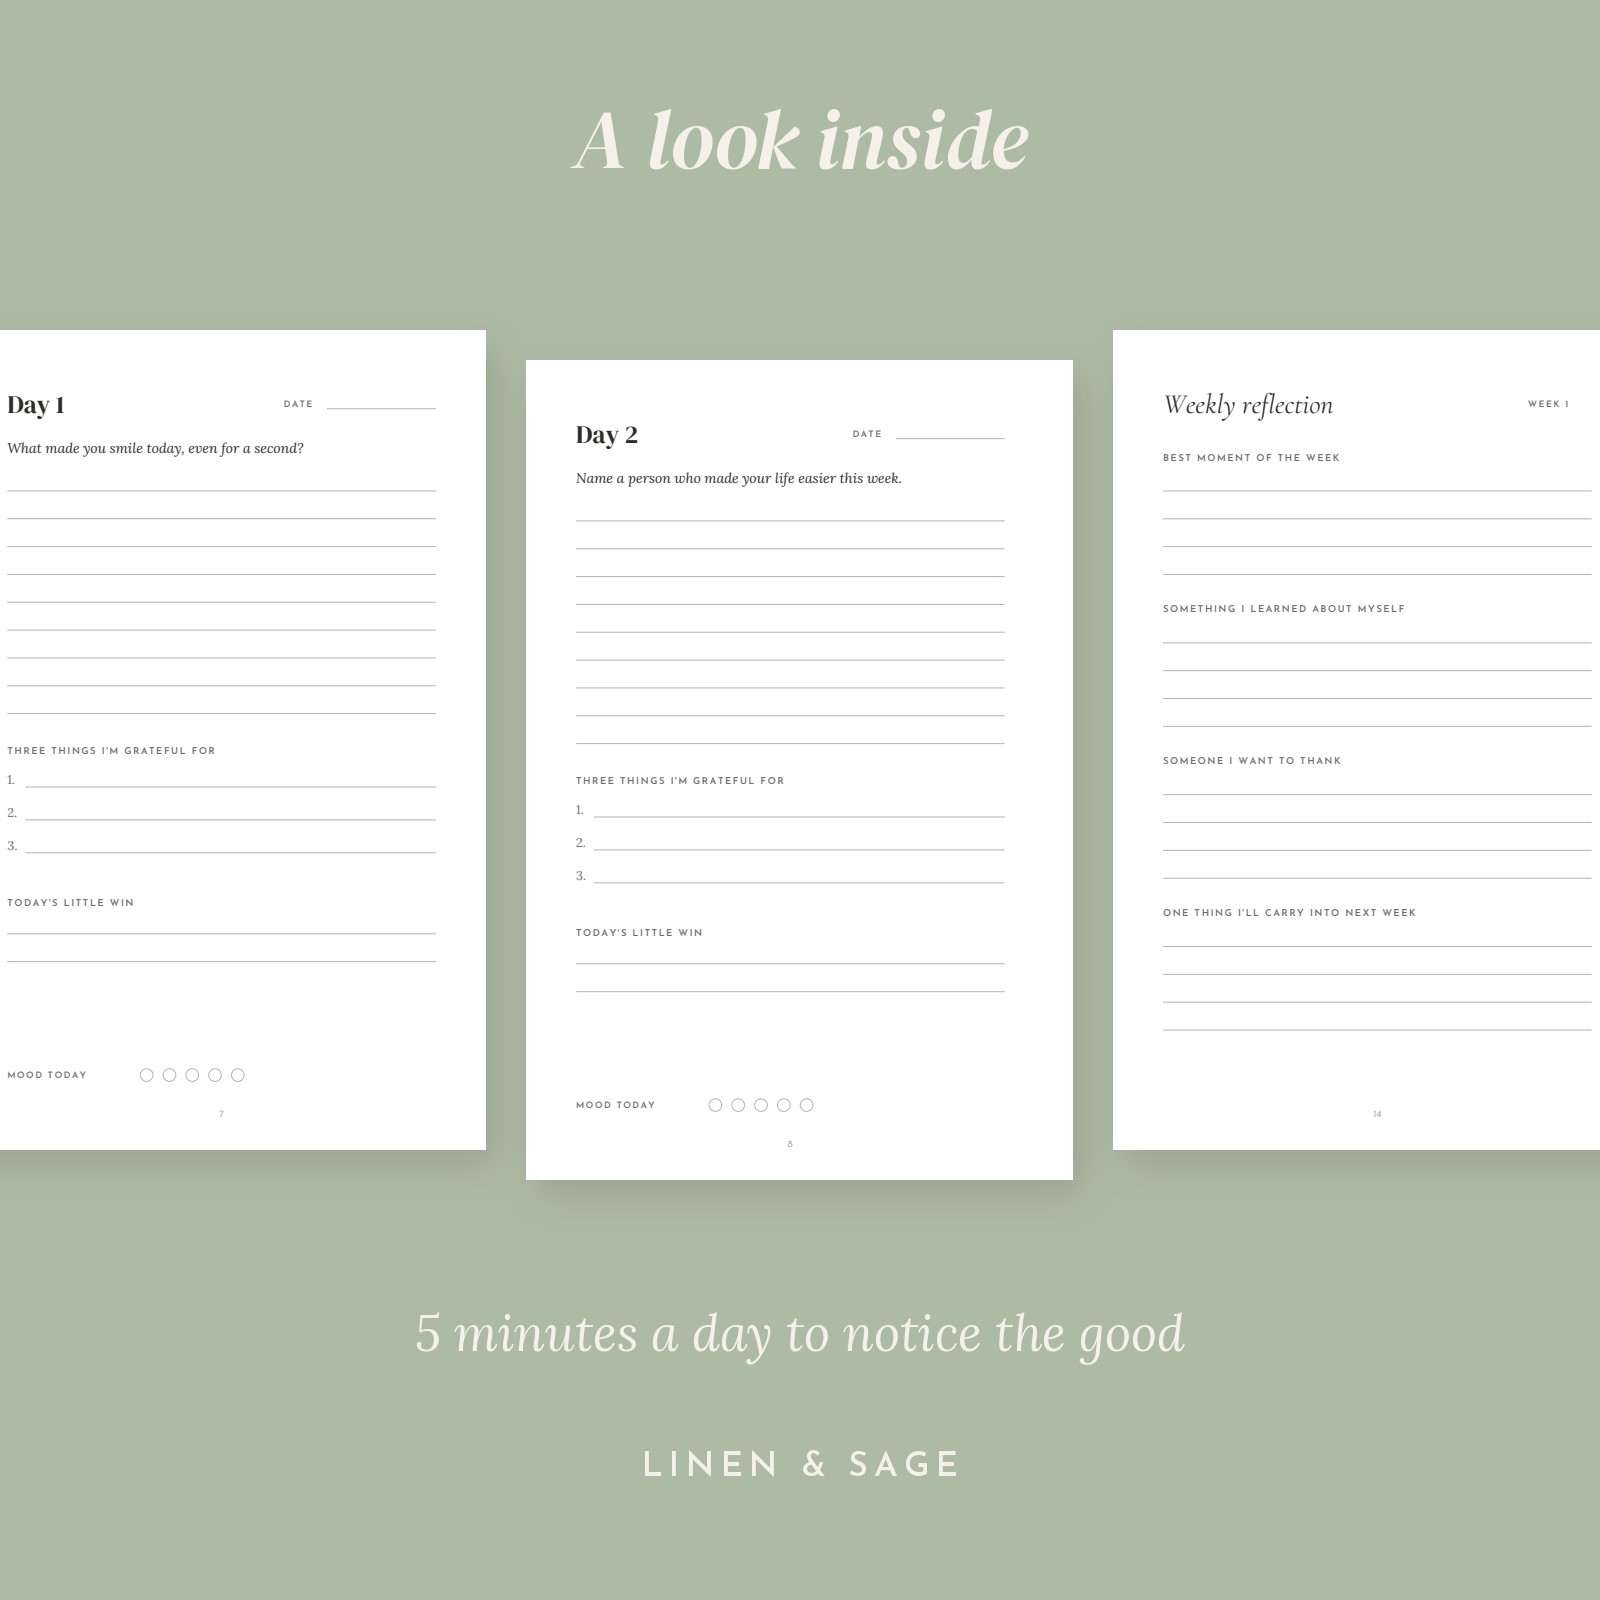 A look inside
Day 1
DATE
What made you smile today, even for a second?
THREE THINGS I'M GRATEFUL FOR
1.
2.
3.
TODAY'S LITTLE WIN
MOOD TODAY
7
Day 2
DATE
Name a person who made your life easier this week.
THREE THINGS I'M GRATEFUL FOR
1.
2.
3.
TODAY'S LITTLE WIN
MOOD TODAY
8
Weekly reflection
WEEK 1
BEST MOMENT OF THE WEEK
SOMETHING I LEARNED ABOUT MYSELF
SOMEONE I WANT TO THANK
ONE THING I'LL CARRY INTO NEXT WEEK
14
5 minutes a day to notice the good
LINEN & SAGE